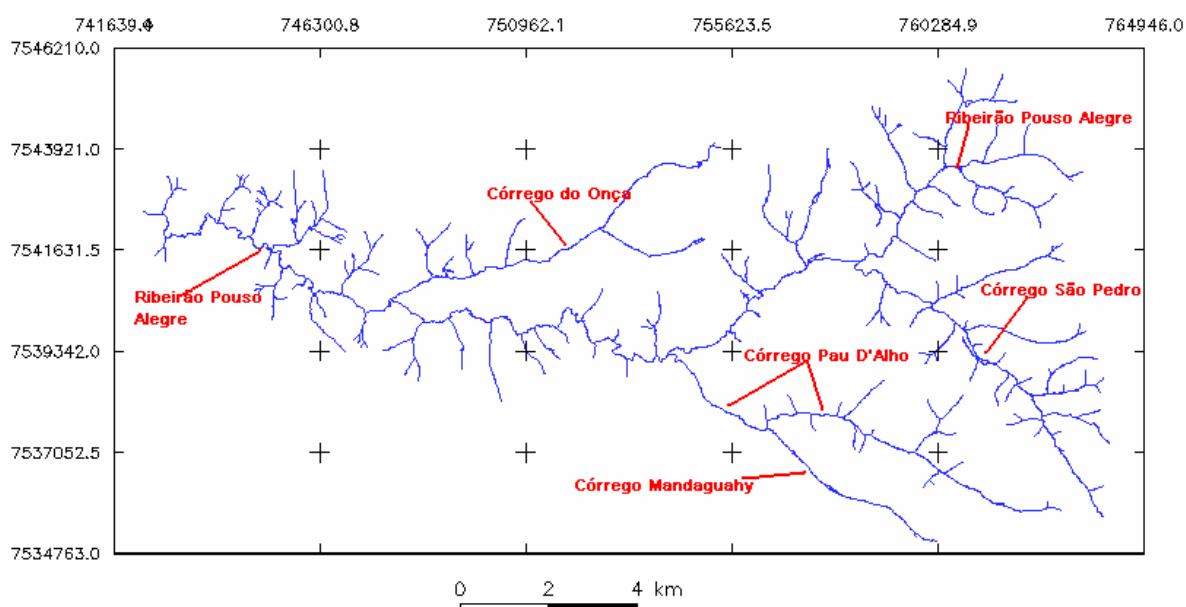 741639.4 746300.8 750962.1 755623.5 760284.9 764946.0
7546210.0
Ribeirão Pouso Alegre
7543921.0
Córrego do Onça
7541631.5
Córrego São Pedro
Ribeirão Pouso
Alegre
7539342.0
Córrego Pau D'Alho
7537052.5
Córrego Mandaguahy
7534763.0
0 2 4 km